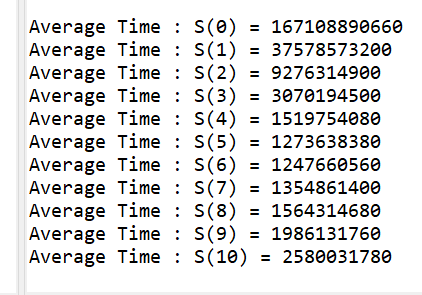 Average Time : S(0) = 167108890660
Average Time : S(1) = 37578573200
Average Time : S(2) = 9276314900
Average Time : S(3) = 3070194500
Average Time : S(4) = 1519754080
Average Time : S(5) = 1273638380
Average Time : S(6) = 1247660560
Average Time : S(7) = 1354861400
Average Time : S(8) = 1564314680
Average Time : S(9) = 1986131760
Average Time : S(10) = 2580031780